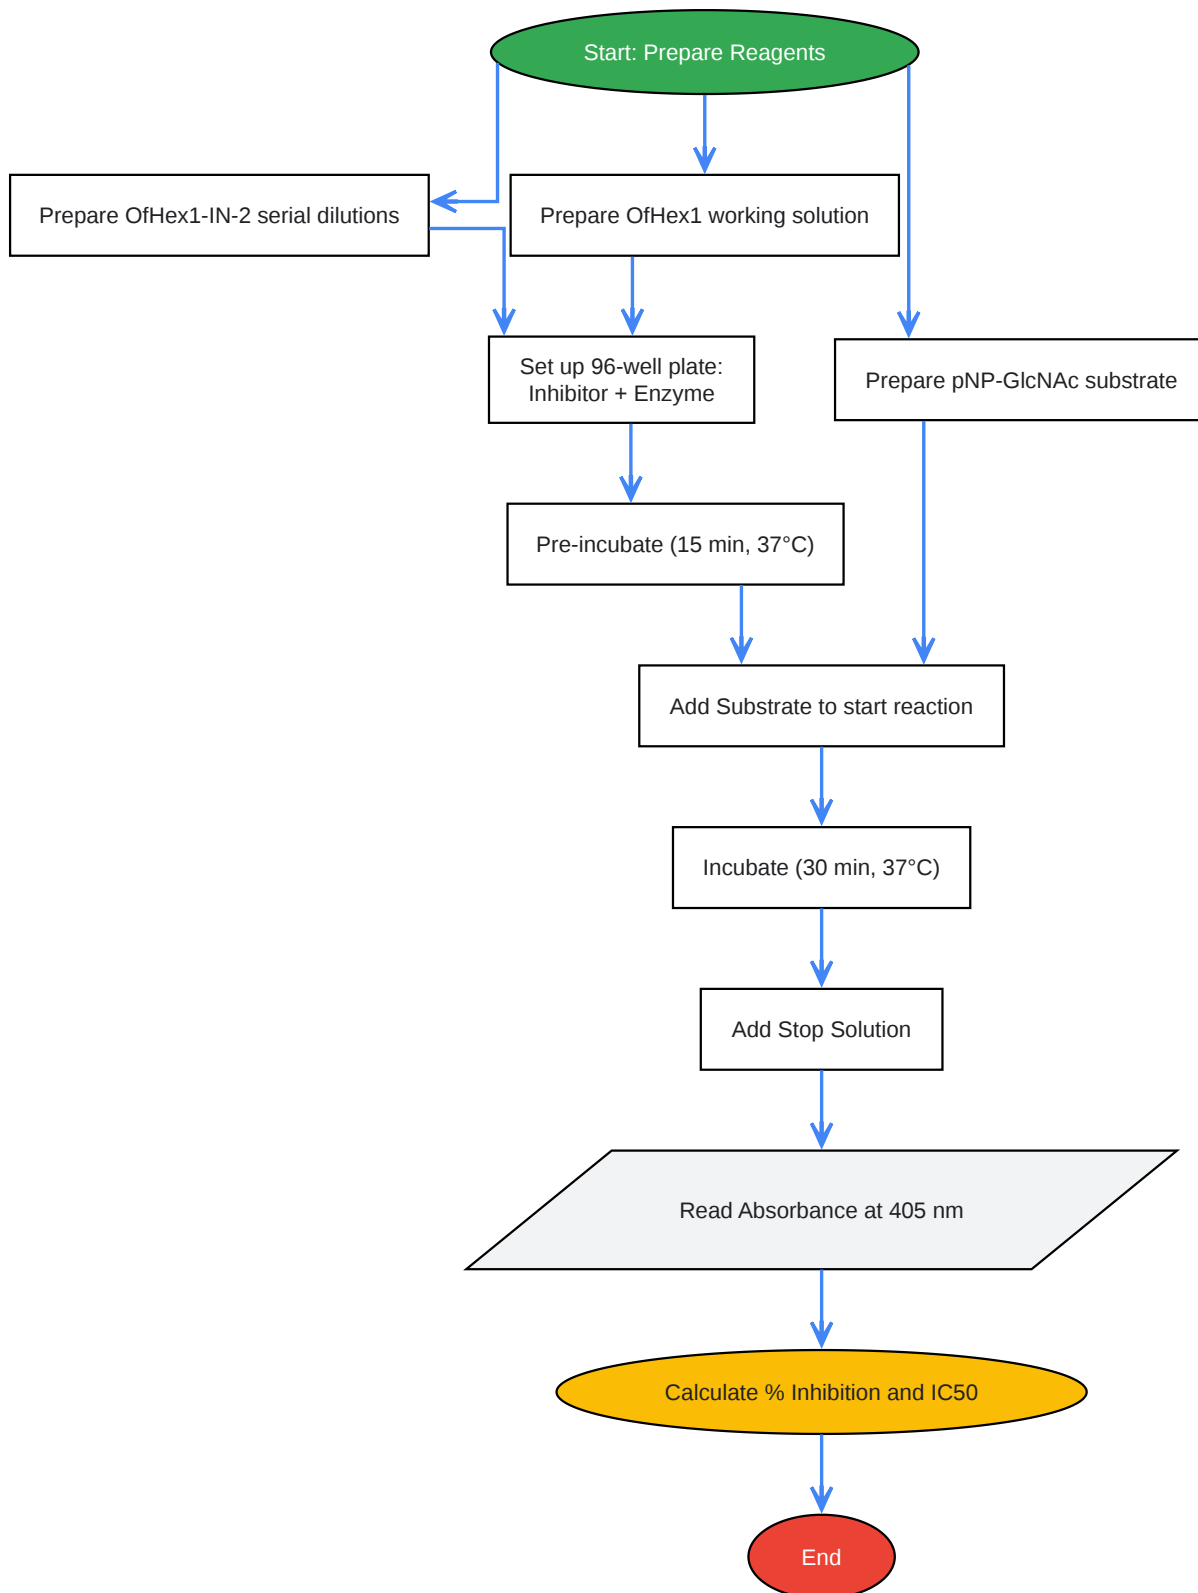 Start: Prepare Reagents
Prepare OfHex1-IN-2 serial dilutions
Prepare OfHex1 working solution
Set up 96-well plate:
Inhibitor + Enzyme
Prepare pNP-GlcNAc substrate
Pre-incubate (15 min, 37°C)
Add Substrate to start reaction
Incubate (30 min, 37°C)
Add Stop Solution
Read Absorbance at 405 nm
Calculate % Inhibition and IC50
End